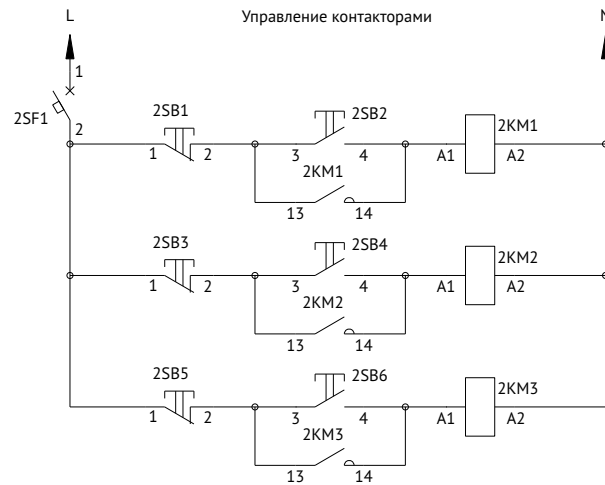 L Управление контакторами N
1
2SF1
2
2SB1 2SB2 2KM1
1 2 3 4 A1 A2
2KM1
13 14
2SB3 2SB4 2KM2
1 2 3 4 A1 A2
2KM2
13 14
2SB5 2SB6 2KM3
1 2 3 4 A1 A2
2KM3
13 14